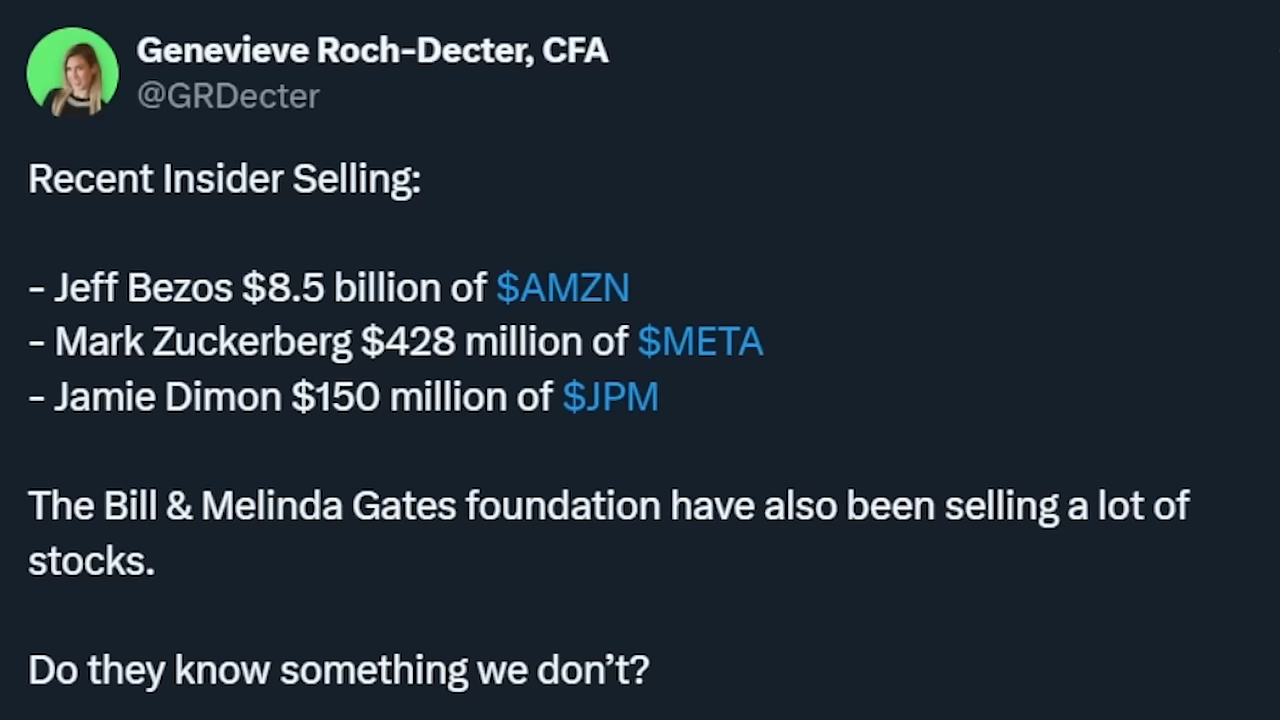 Genevieve Roch-Decter, CFA
@GRDecter
Recent Insider Selling:
- Jeff Bezos $8.5 billion of $AMZN
- Mark Zuckerberg $428 million of $META
- Jamie Dimon $150 million of $JPM
The Bill & Melinda Gates foundation have also been selling a lot of
stocks.
Do they know something we don’t?